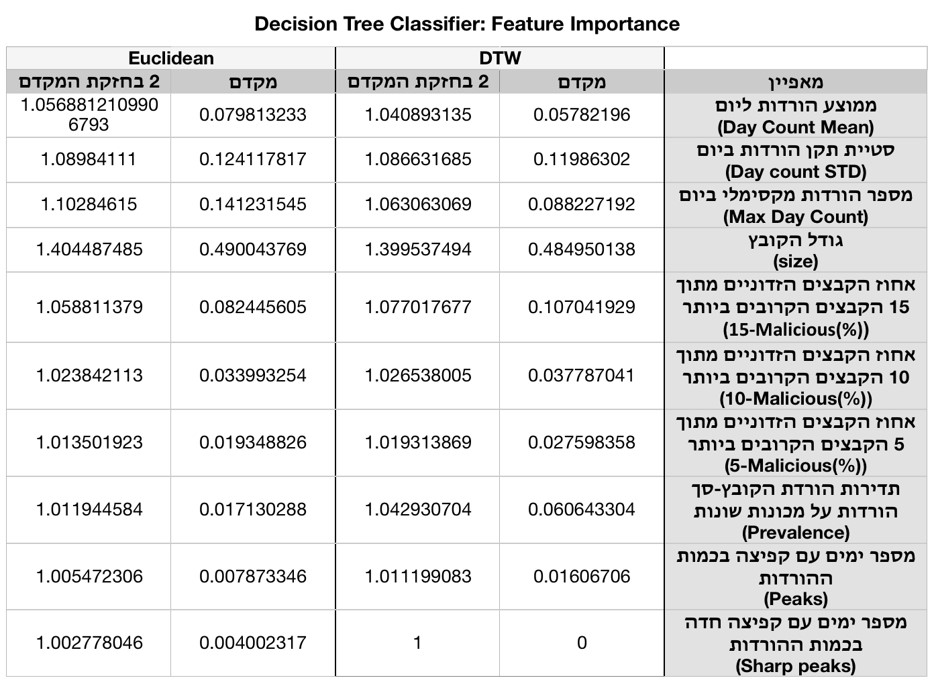 Decision Tree Classifier: Feature Importance
Euclidean DTW
מאפיין מקדם 2 בחזקת המקדם מקדם 2 בחזקת המקדם
ממוצע הורדות ליום
(Day Count Mean)
0.05782196 1.040893135 0.079813233 1.056881210990
6793
סטיית תקן הורדות ביום
(Day count STD)
0.11986302 1.086631685 0.124117817 1.08984111
מספר הורדות מקסימלי ביום
(Max Day Count)
0.088227192 1.063063069 0.141231545 1.10284615
גודל הקובץ
(size)
0.484950138 1.399537494 0.490043769 1.404487485
אחוז הקבצים הזדוניים מתוך
15 הקבצים הקרובים ביותר
(15-Malicious(%))
0.107041929 1.077017677 0.082445605 1.058811379
אחוז הקבצים הזדוניים מתוך
10 הקבצים הקרובים ביותר
(10-Malicious(%))
0.037787041 1.026538005 0.033993254 1.023842113
אחוז הקבצים הזדוניים מתוך
5 הקבצים הקרובים ביותר
(5-Malicious(%))
0.027598358 1.019313869 0.019348826 1.013501923
תדירות הורדת הקובץ-סך
הורדות על מכונות שונות
(Prevalence)
0.060643304 1.042930704 0.017130288 1.011944584
מספר ימים עם קפיצה בכמות
ההורדות
(Peaks)
0.01606706 1.011199083 0.007873346 1.005472306
מספר ימים עם קפיצה חדה
בכמות ההורדות
(Sharp peaks)
0 1 0.004002317 1.002778046